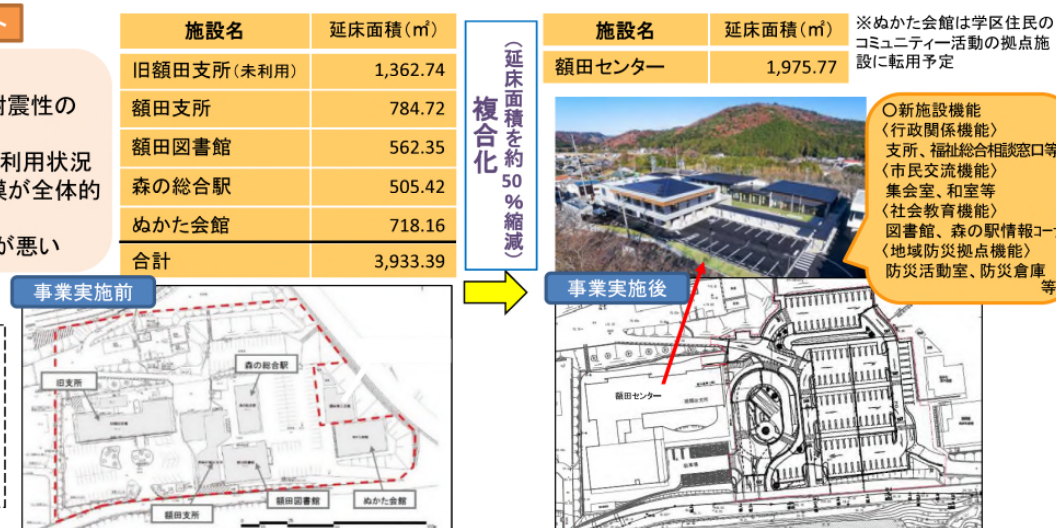 ト
耐震性の
利用状況
模が全体的
が悪い
施設名 延床面積(㎡)
旧額田支所(未利用) 1,362.74
額田支所 784.72
額田図書館 562.35
森の総合駅 505.42
ぬかた会館 718.16
合計 3,933.39
複合化
(延床面積を約50%縮減)
施設名 延床面積(㎡)
額田センター 1,975.77
※ぬかた会館は学区住民の
コミュニティー活動の拠点施
設に転用予定
○新施設機能
〈行政関係機能〉
支所、福祉総合相談窓口等
〈市民交流機能〉
集会室、和室等
〈社会教育機能〉
図書館、森の駅情報コーナ
〈地域防災拠点機能〉
防災活動室、防災倉庫
等
事業実施前
旧支所
森の総合駅
額田図書館
ぬかた会館
額田支所
事業実施後
額田センター